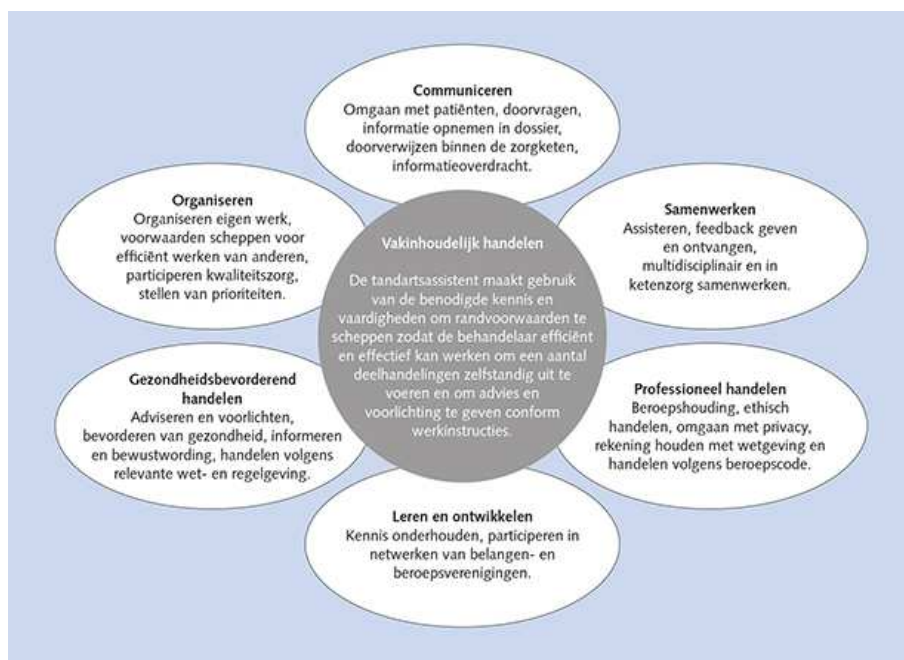 Communiceren
Omgaan met patiënten, doorvragen,
informatie opnemen in dossier,
doorverwijzen binnen de zorgketen,
informatieoverdracht.
Organiseren
Organiseren eigen werk,
voorwaarden scheppen voor
efficiënt werken van anderen,
participeren kwaliteitszorg,
stellen van prioriteiten.
Samenwerken
Assisteren, feedback geven
en ontvangen,
multidisciplinair en in
ketenzorg samenwerken.
Vakinhoudelijk handelen
De tandartsassistent maakt gebruik
van de benodigde kennis en
vaardigheden om randvoorwaarden te
scheppen zodat de behandelaar efficiënt
en effectief kan werken om een aantal
deelhandelingen zelfstandig uit te
voeren en om advies en
voorlichting te geven conform
werkinstructies.
Gezondheidsbevorderend
handelen
Adviseren en voorlichten,
bevorderen van gezondheid, informeren
en bewustwording, handelen volgens
relevante wet- en regelgeving.
Professioneel handelen
Beroepshouding, ethisch
handelen, omgaan met privacy,
rekening houden met wetgeving en
handelen volgens beroepscode.
Leren en ontwikkelen
Kennis onderhouden, participeren in
netwerken van belangen- en
beroepsverenigingen.